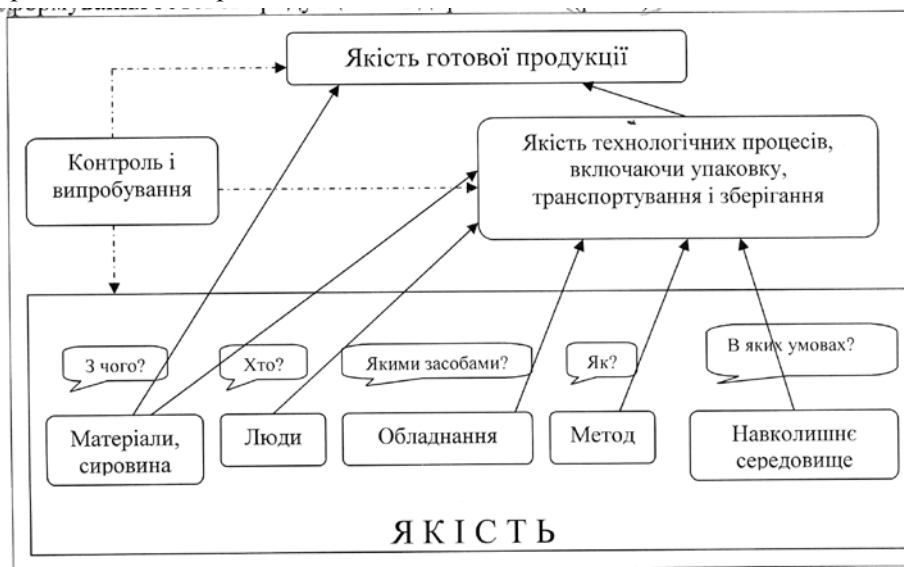 Якість готової продукції
Контроль і
випробування
Якість технологічних процесів,
включаючи упаковку,
транспортування і зберігання
З чого?
Хто?
Якими засобами?
Як?
В яких умовах?
Матеріали,
сировина
Люди
Обладнання
Метод
Навколишнє
середовище
ЯКІСТЬ